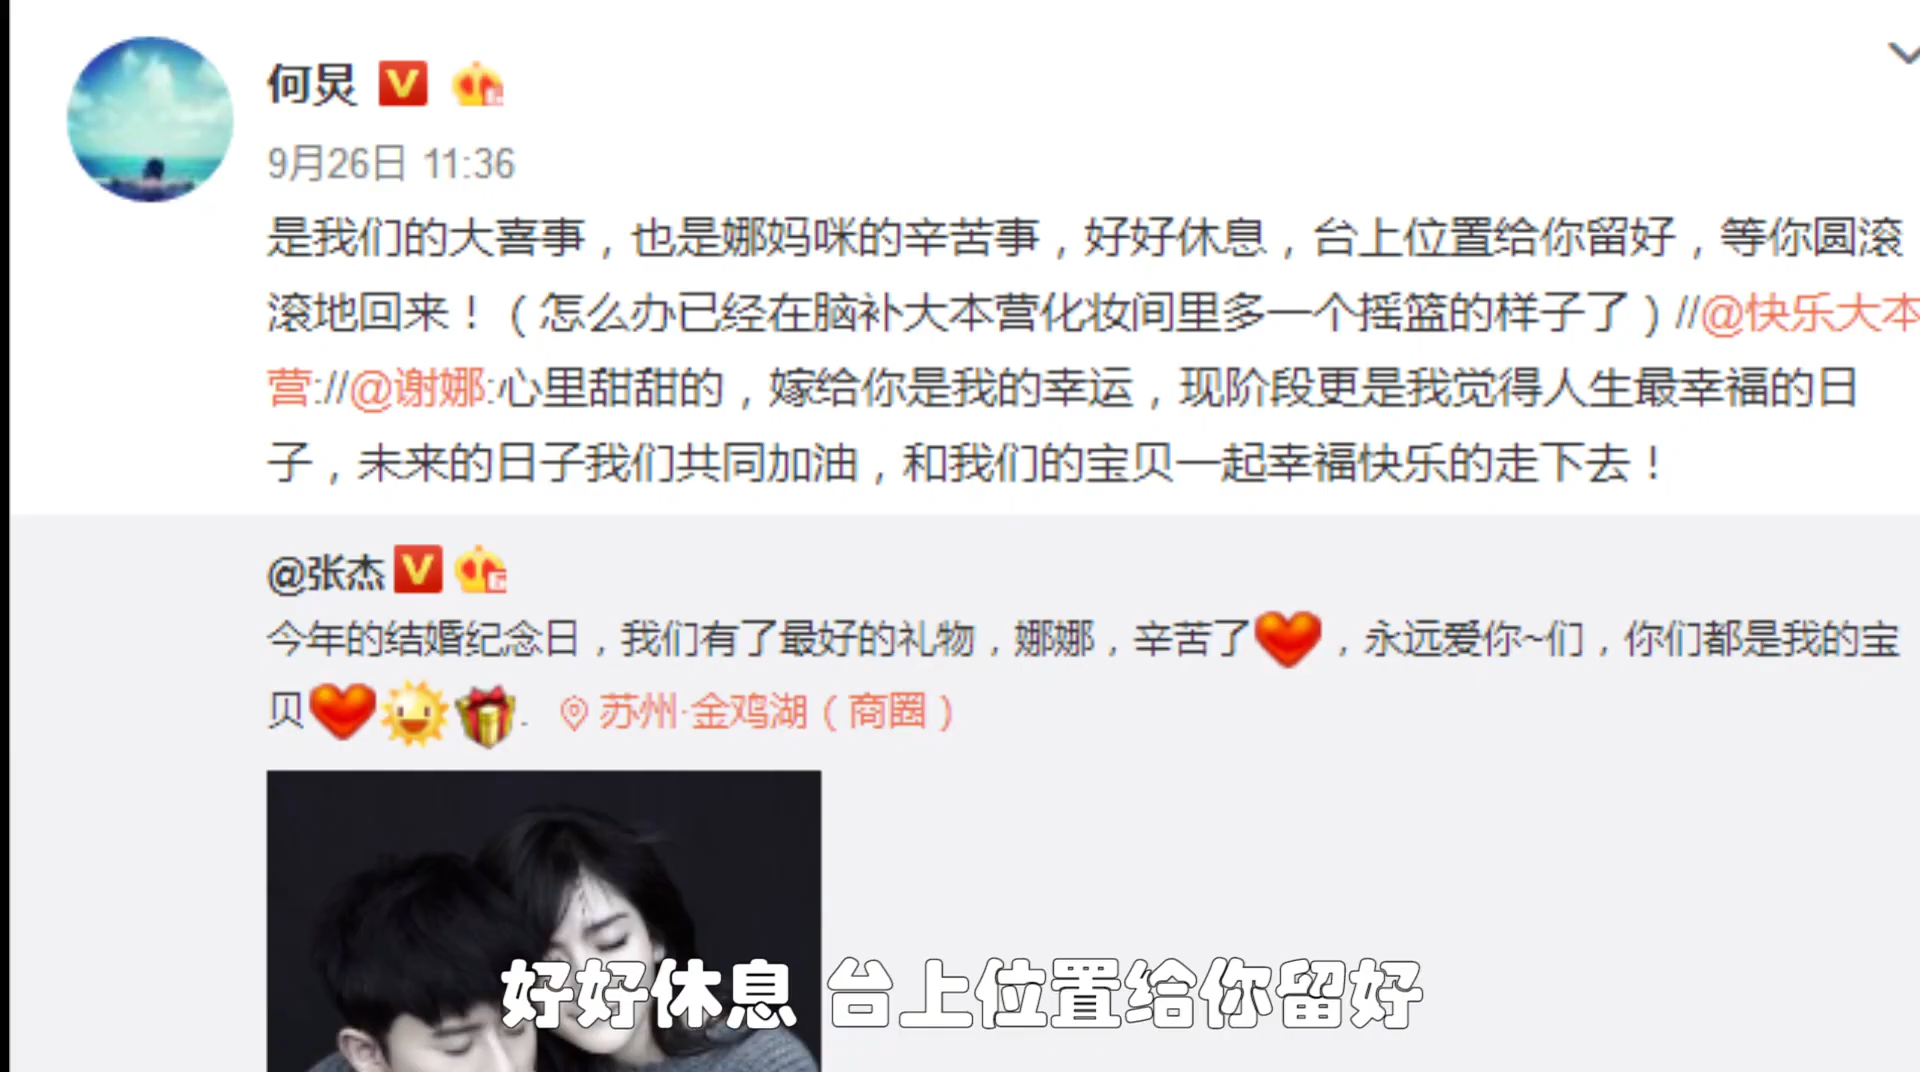 何炅
9月26日 11:36
是我们的大喜事，也是娜妈咪的辛苦事，好好休息，台上位置给你留好，等你圆滚
滚地回来！（怎么办已经在脑补大本营化妆间里多一个摇篮的样子了）//@快乐大本
营://@谢娜:心里甜甜的，嫁给你是我的幸运，现阶段更是我觉得人生最幸福的日
子，未来的日子我们共同加油，和我们的宝贝一起幸福快乐的走下去！
@张杰
今年的结婚纪念日，我们有了最好的礼物，娜娜，辛苦了❤，永远爱你~们，你们都是我的宝
贝❤🌞🎁. 苏州·金鸡湖（商圈）
好好休息 台上位置给你留好